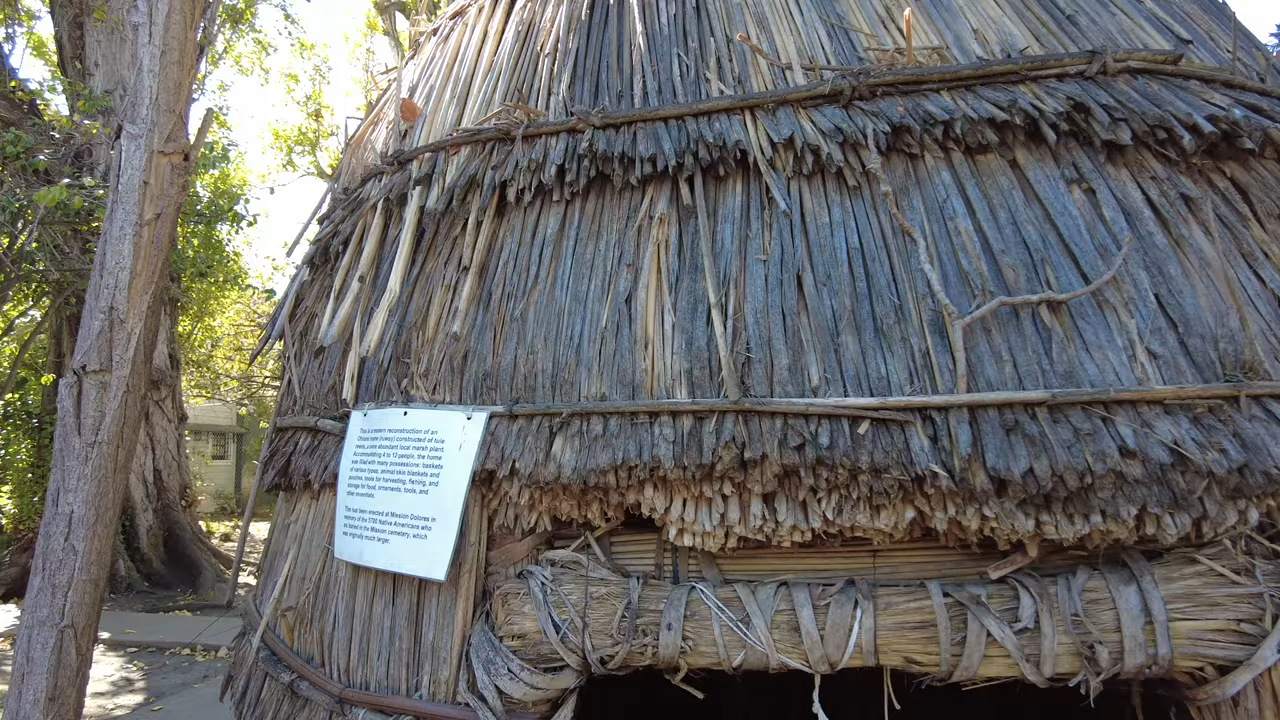 This is a modern reconstruction of an
Ohlone home (ruwáy) constructed of tule
reeds, a once abundant local marsh plant.
Accomodating 4 to 12 people, the home
was filled with many possessions: baskets
of various types, animal skin blankets and
pouches, tools for harvesting, fishing, and
storage for food, ornaments, tools, and
other essentials.
This has been erected at Mission Dolores in
memory of the 5700 Native Americans who
are buried in the Mission cemetery, which
was originally much larger.